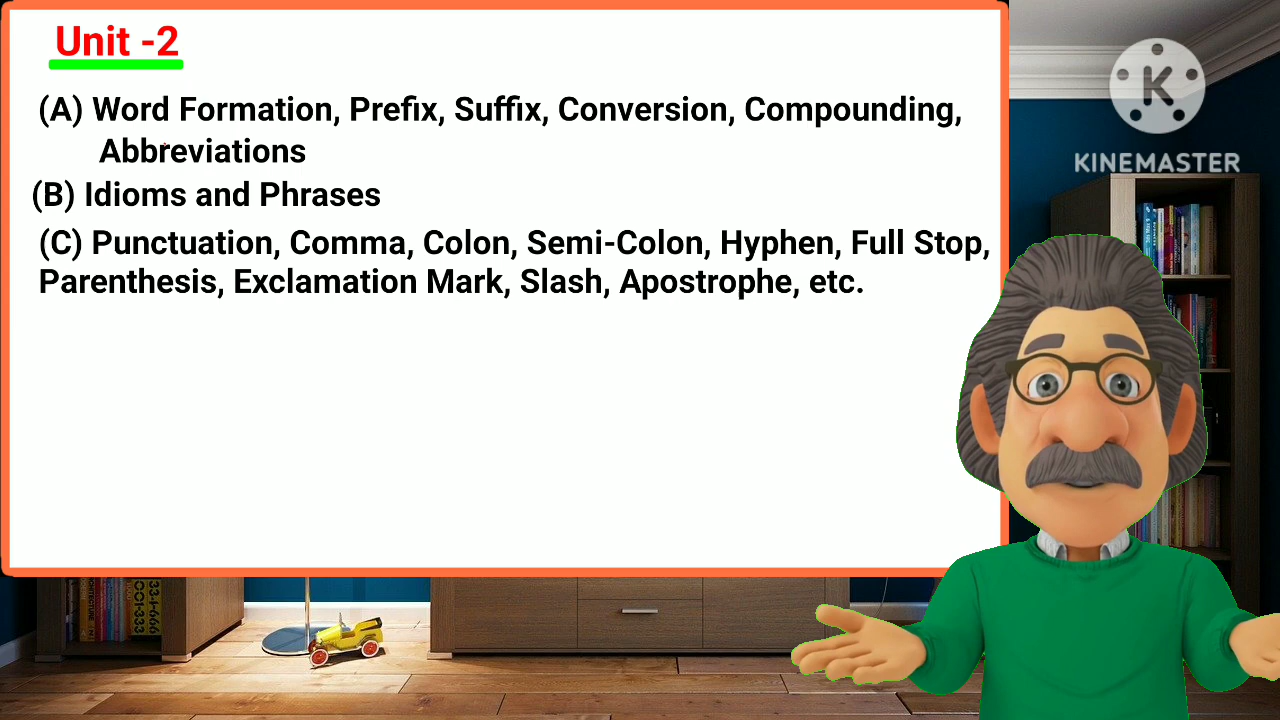 Unit -2
(A) Word Formation, Prefix, Suffix, Conversion, Compounding,
Abbreviations
(B) Idioms and Phrases
(C) Punctuation, Comma, Colon, Semi-Colon, Hyphen, Full Stop,
Parenthesis, Exclamation Mark, Slash, Apostrophe, etc.
K
KINEMASTER